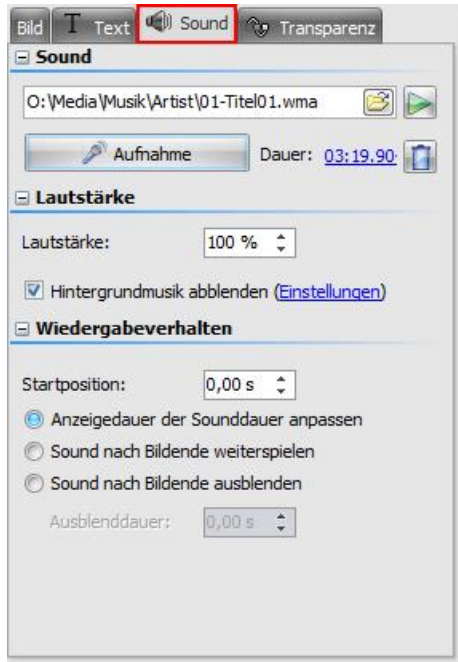 Bild T Text Sound Transparenz
Sound
O:\Media\Musik\Artist\01-Titel01.wma
Aufnahme Dauer: 03:19.90
Lautstärke
Lautstärke: 100 %
Hintergrundmusik abblenden (Einstellungen)
Wiedergabeverhalten
Startposition: 0,00 s
Anzeigedauer der Sounddauer anpassen
Sound nach Bildende weiterspielen
Sound nach Bildende ausblenden
Ausblenddauer: 0,00 s